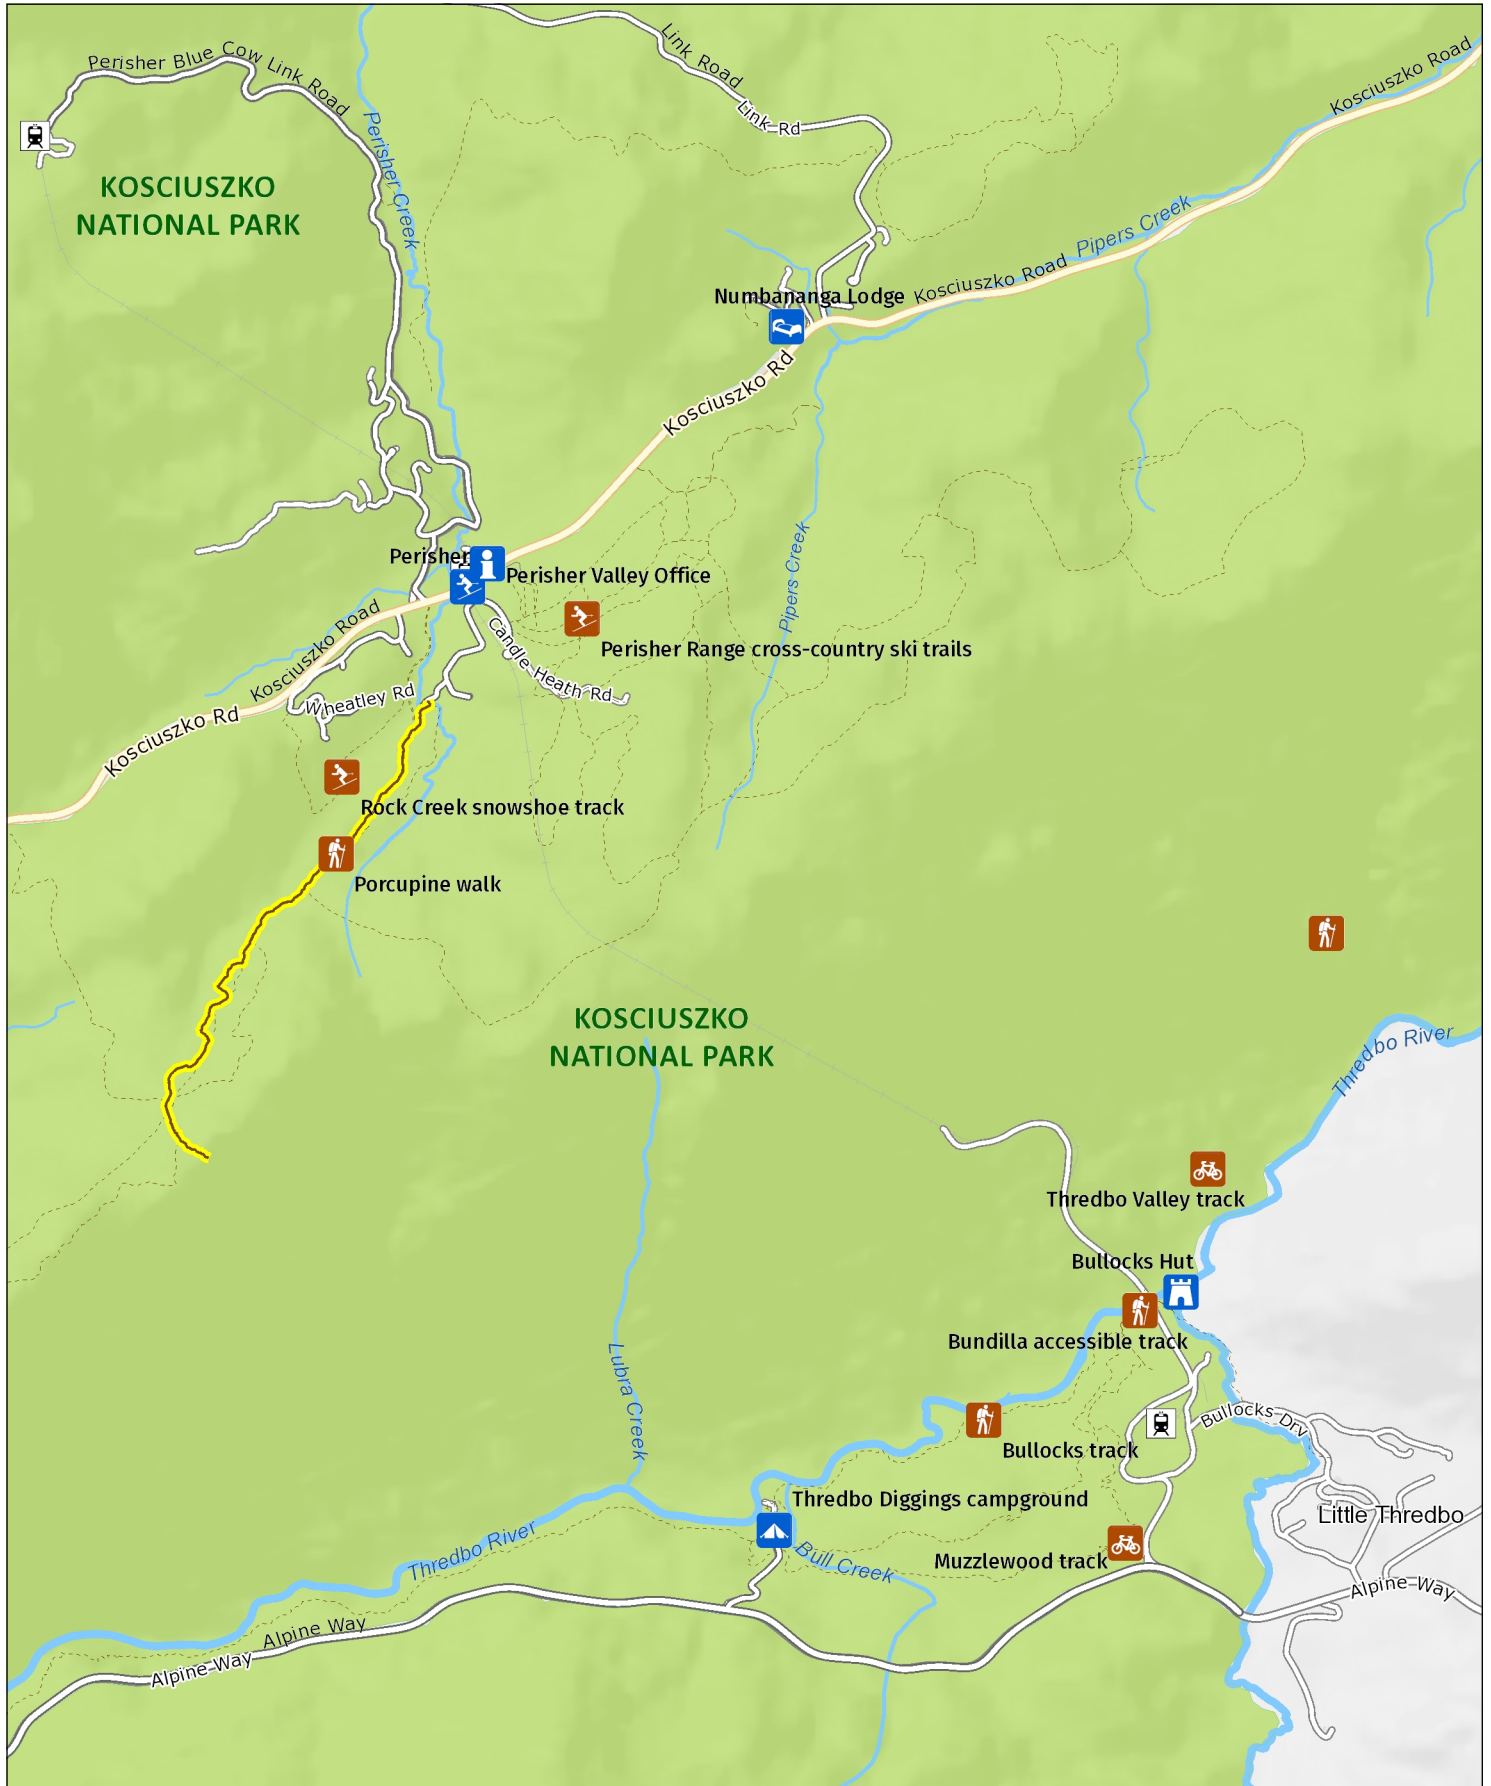 Perisher Blue Cow Link Road
Link Road
Link Rd
Kosciuszko Road
Perisher Creek
KOSCIUSZKO
NATIONAL PARK
Pipers Creek
Kosciuszko Road
Numbananga Lodge
Kosciuszko Rd
Pipers Creek
Perisher
Perisher Valley Office
Kosciuszko Road
Candle Heath Rd
Perisher Range cross-country ski trails
Wheatley Rd
Kosciuszko Rd
Rock Creek snowshoe track
Porcupine walk
KOSCIUSZKO
NATIONAL PARK
Thredbo River
Thredbo Valley track
Bullocks Hut
Bundilla accessible track
Lubra Creek
Bullocks Drv
Bullocks track
Thredbo Diggings campground
Little Thredbo
Thredbo River
Bull Creek
Muzzlewood track
Alpine Way
Alpine Way
Alpine Way